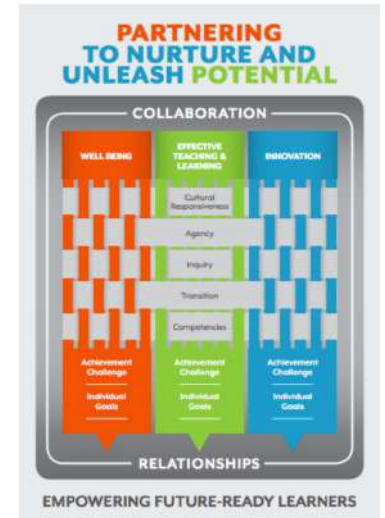 PARTNERING
TO NURTURE AND
UNLEASH POTENTIAL
COLLABORATION
WELL BEING
EFFECTIVE
TEACHING &
LEARNING
INNOVATION
Cultural
Responsiveness
Agency
Inquiry
Transition
Competencies
Achievement
Challenge
Individual
Goals
Achievement
Challenge
Individual
Goals
Achievement
Challenge
Individual
Goals
RELATIONSHIPS
EMPOWERING FUTURE-READY LEARNERS